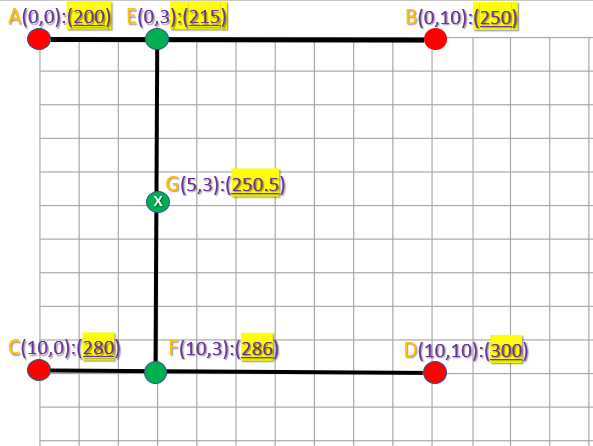 A(0,0):(200) E(0,3):(215) B(0,10):(250)
G(5,3):(250.5)
X
C(10,0):(280) F(10,3):(286) D(10,10):(300)